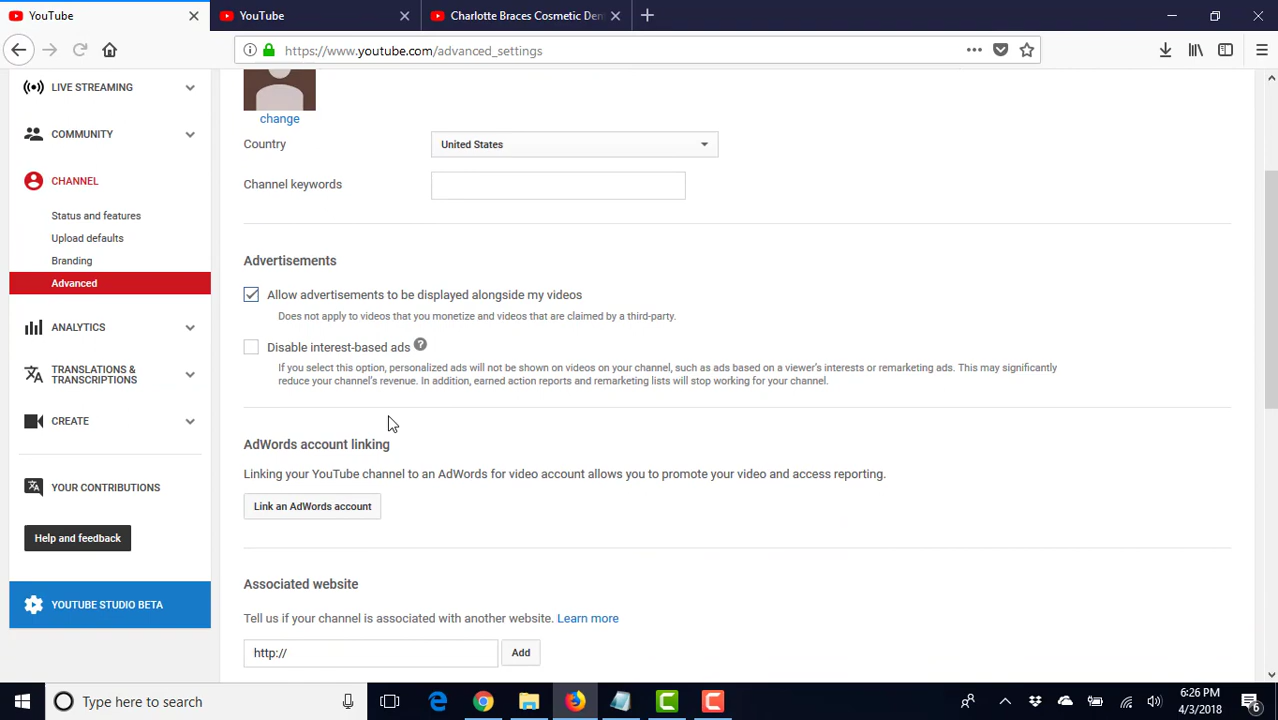 YouTube
YouTube
Charlotte Braces Cosmetic Den
https://www.youtube.com/advanced_settings
LIVE STREAMING
COMMUNITY
CHANNEL
Status and features
Upload defaults
Branding
Advanced
ANALYTICS
TRANSLATIONS &
TRANSCRIPTIONS
CREATE
YOUR CONTRIBUTIONS
Help and feedback
YOUTUBE STUDIO BETA
change
Country
United States
Channel keywords
Advertisements
Allow advertisements to be displayed alongside my videos
Does not apply to videos that you monetize and videos that are claimed by a third-party.
Disable interest-based ads ?
If you select this option, personalized ads will not be shown on videos on your channel, such as ads based on a viewer's interests or remarketing ads. This may significantly
reduce your channel's revenue. In addition, earned action reports and remarketing lists will stop working for your channel.
AdWords account linking
Linking your YouTube channel to an AdWords for video account allows you to promote your video and access reporting.
Link an AdWords account
Associated website
Tell us if your channel is associated with another website. Learn more
http://
Add
Type here to search
6:26 PM
4/3/2018
6